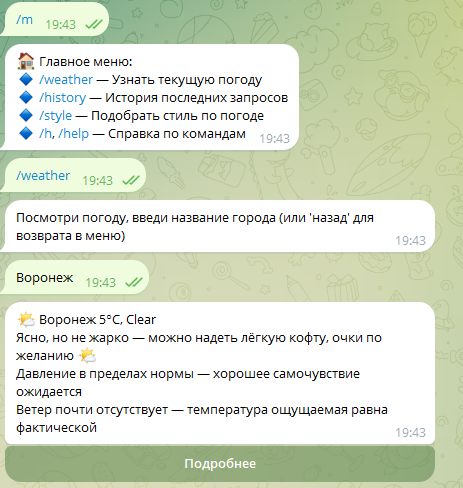 /m 19:43
Главное меню:
/weather — Узнать текущую погоду
/history — История последних запросов
/style — Подобрать стиль по погоде
/h, /help — Справка по командам 19:43
/weather 19:43
Посмотри погоду, введи название города (или 'назад' для
возврата в меню) 19:43
Воронеж 19:43
Воронеж 5°C, Clear
Ясно, но не жарко — можно надеть лёгкую кофту, очки по
желанию
Давление в пределах нормы — хорошее самочувствие
ожидается
Ветер почти отсутствует — температура ощущаемая равна
фактической 19:43
Подробнее